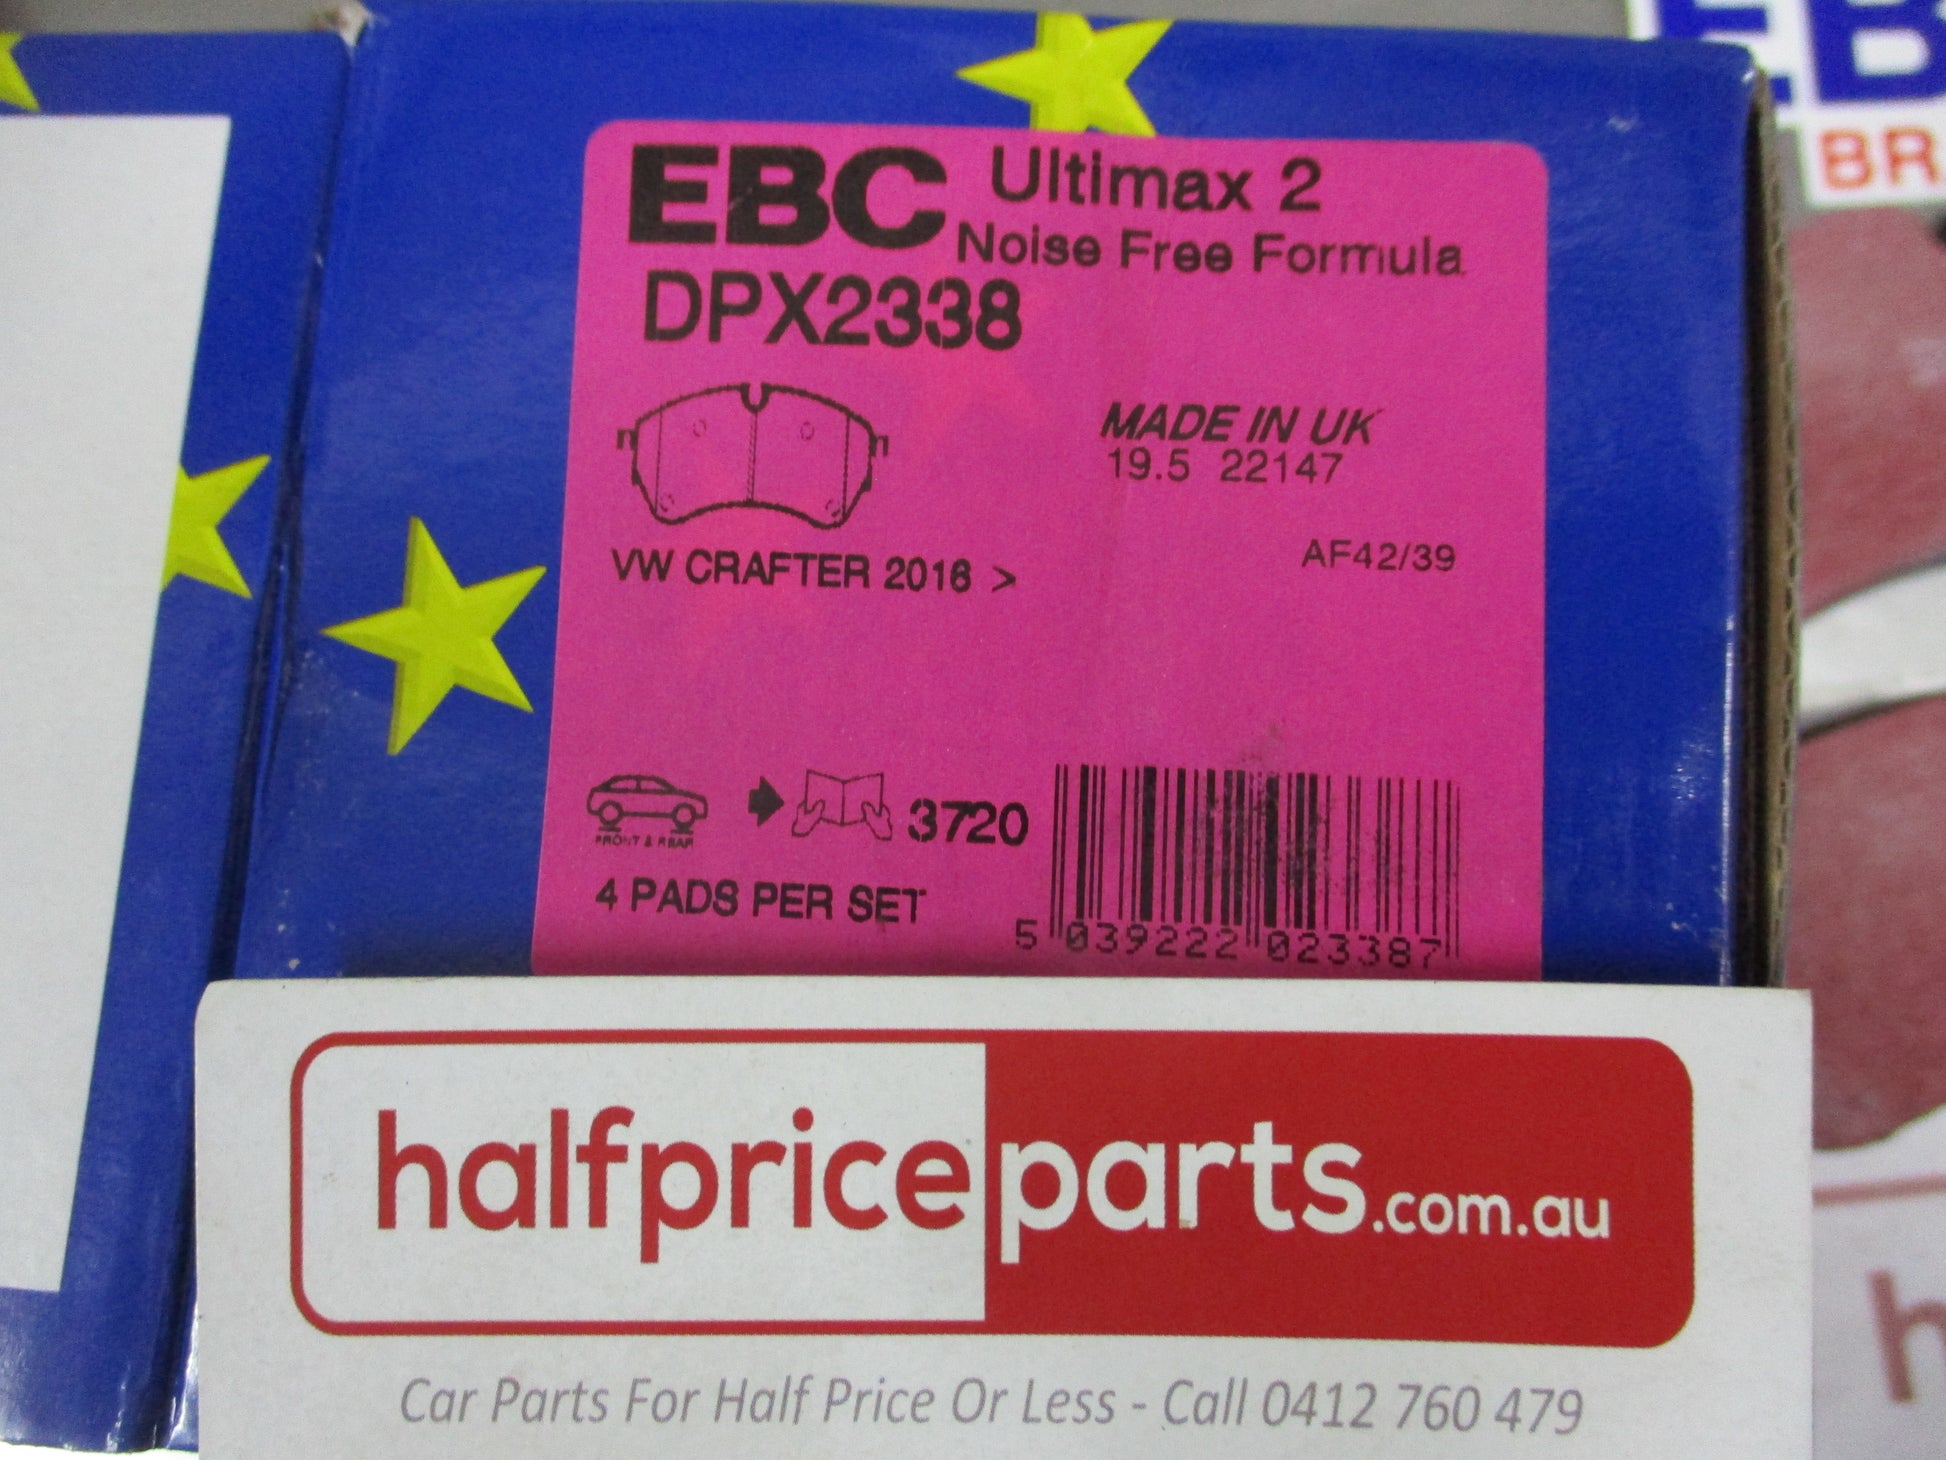 EBC Ultimax 2
Noise Free Formula
DPX2338
MADE IN UK
19.5 22147
VW CRAFTER 2016 >
AF42/39
FRONT & REAR
3720
4 PADS PER SET
5 039222 023387
halfpriceparts.com.au
Car Parts For Half Price Or Less - Call 0412 760 479
EB
BR
h